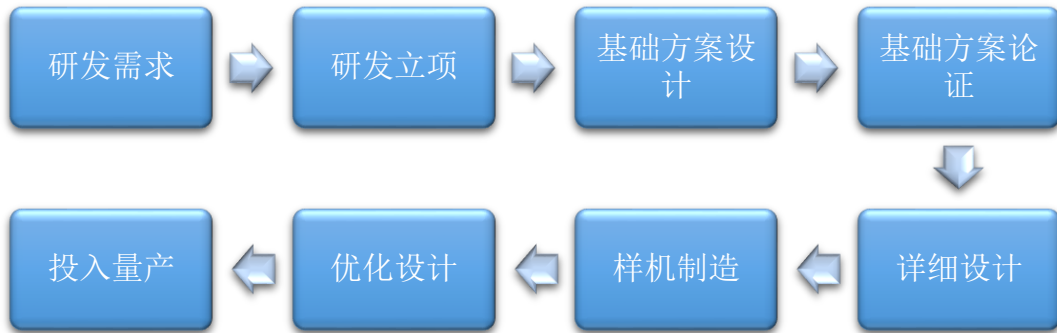 研发需求
研发立项
基础方案设
计
基础方案论
证
详细设计
样机制造
优化设计
投入量产